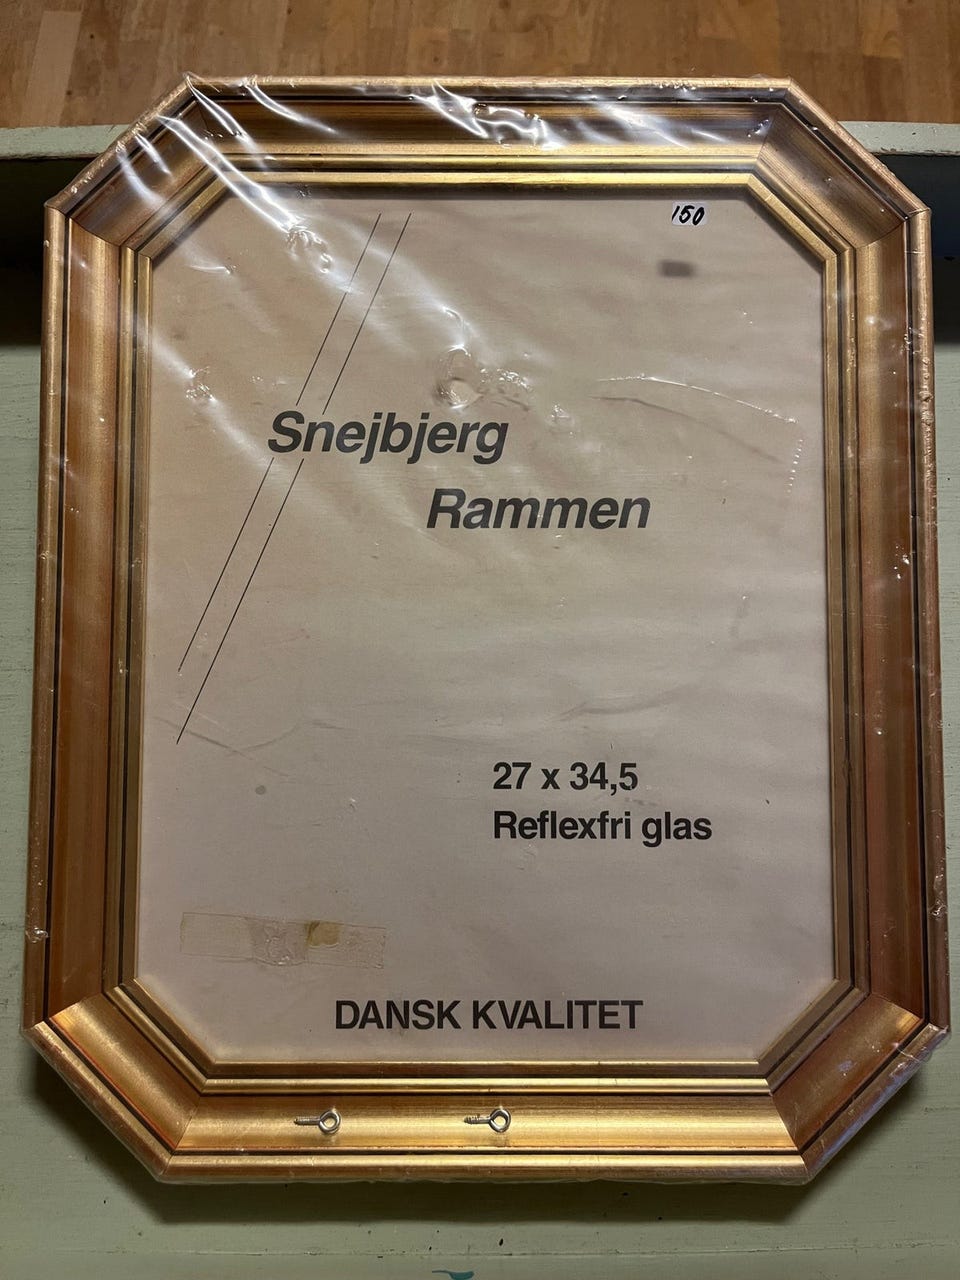 150
Snejbjerg
Rammen
27 x 34,5
Reflexfri glas
DANSK KVALITET